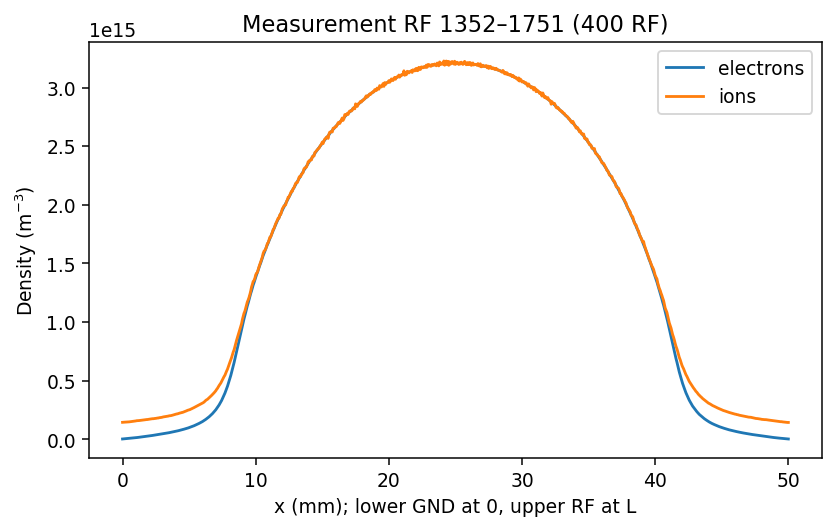 Measurement RF 1352–1751 (400 RF)
1e15
electrons
ions
3.0
2.5
2.0
1.5
1.0
0.5
0.0
Density (m⁻³)
0 10 20 30 40 50
x (mm); lower GND at 0, upper RF at L